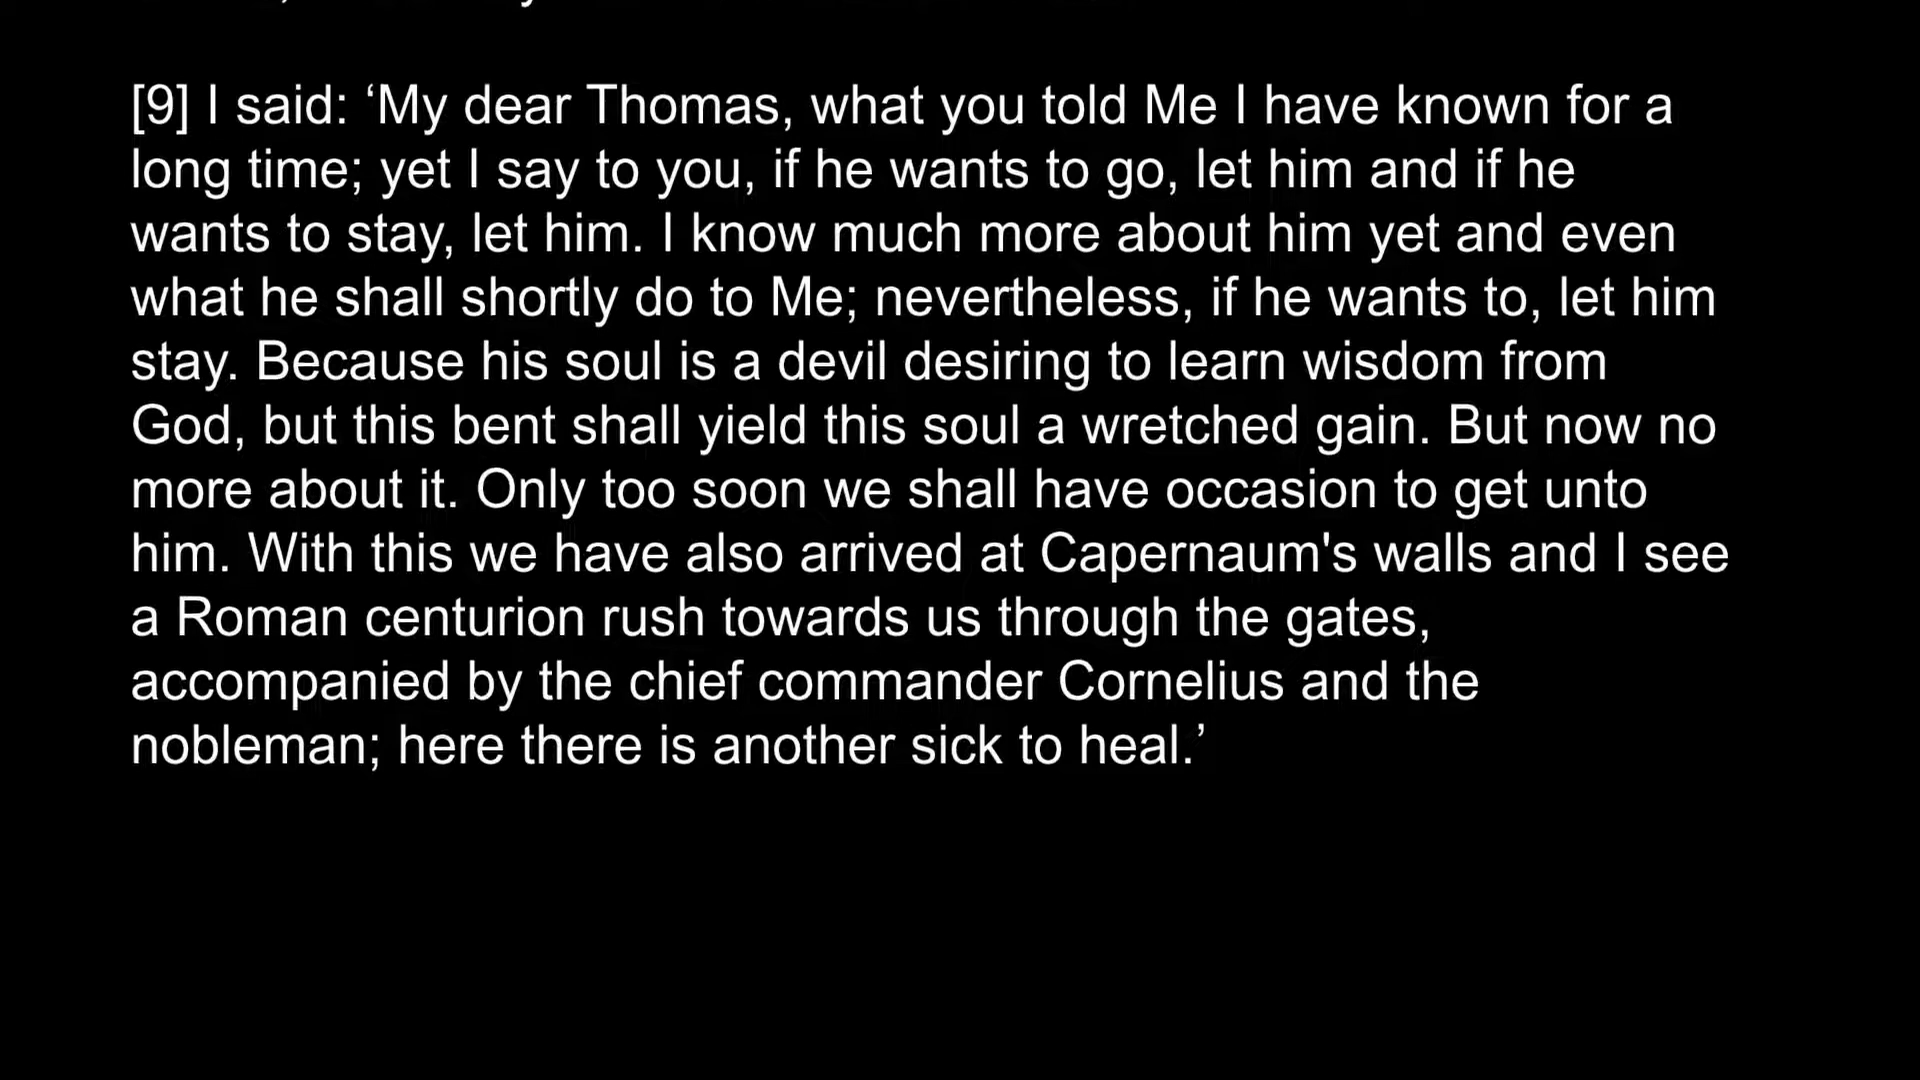 [9] I said: ‘My dear Thomas, what you told Me I have known for a
long time; yet I say to you, if he wants to go, let him and if he
wants to stay, let him. I know much more about him yet and even
what he shall shortly do to Me; nevertheless, if he wants to, let him
stay. Because his soul is a devil desiring to learn wisdom from
God, but this bent shall yield this soul a wretched gain. But now no
more about it. Only too soon we shall have occasion to get unto
him. With this we have also arrived at Capernaum's walls and I see
a Roman centurion rush towards us through the gates,
accompanied by the chief commander Cornelius and the
nobleman; here there is another sick to heal.’